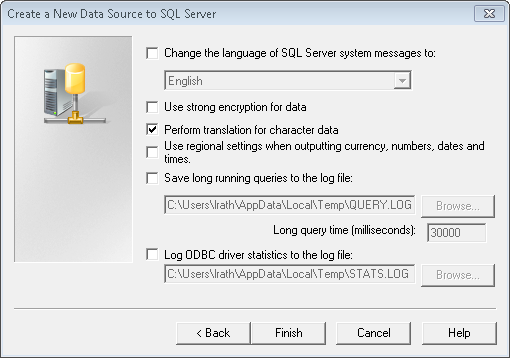 Create a New Data Source to SQL Server
Change the language of SQL Server system messages to:
English
Use strong encryption for data
Perform translation for character data
Use regional settings when outputting currency, numbers, dates and
times.
Save long running queries to the log file:
C:\Users\lrath\AppData\Local\Temp\QUERY.LOG
Browse...
Long query time (milliseconds):
30000
Log ODBC driver statistics to the log file:
C:\Users\lrath\AppData\Local\Temp\STATS.LOG
Browse...
< Back
Finish
Cancel
Help